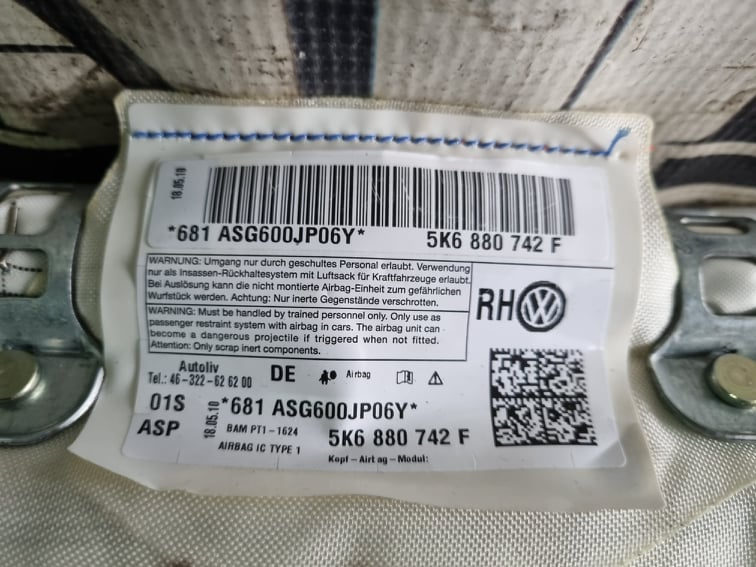 18.05.10
*681 ASG600JP06Y* 5K6 880 742 F
WARNING: Umgang nur durch geschultes Personal erlaubt. Verwendung
nur als Insassen-Rückhaltesystem mit Luftsack für Kraftfahrzeuge erlaubt.
Bei Auslösung kann die nicht montierte Airbag-Einheit zum gefährlichen
Wurfstück werden. Achtung: Nur inerte Gegenstände verschrotten.
WARNING: Must be handled by trained personnel only. Only use as
passenger restraint system with airbag in cars. The airbag unit can
become a dangerous projectile if triggered when not fitted.
Attention: Only scrap inert components.
RH VW
Autoliv
Tel.: 46-322-62 62 00
DE Airbag
01S
ASP
18.05.10
*681 ASG600JP06Y*
BAM PT1-1624 5K6 880 742 F
AIRBAG IC TYPE 1
Kopf-Airbag-Modul: